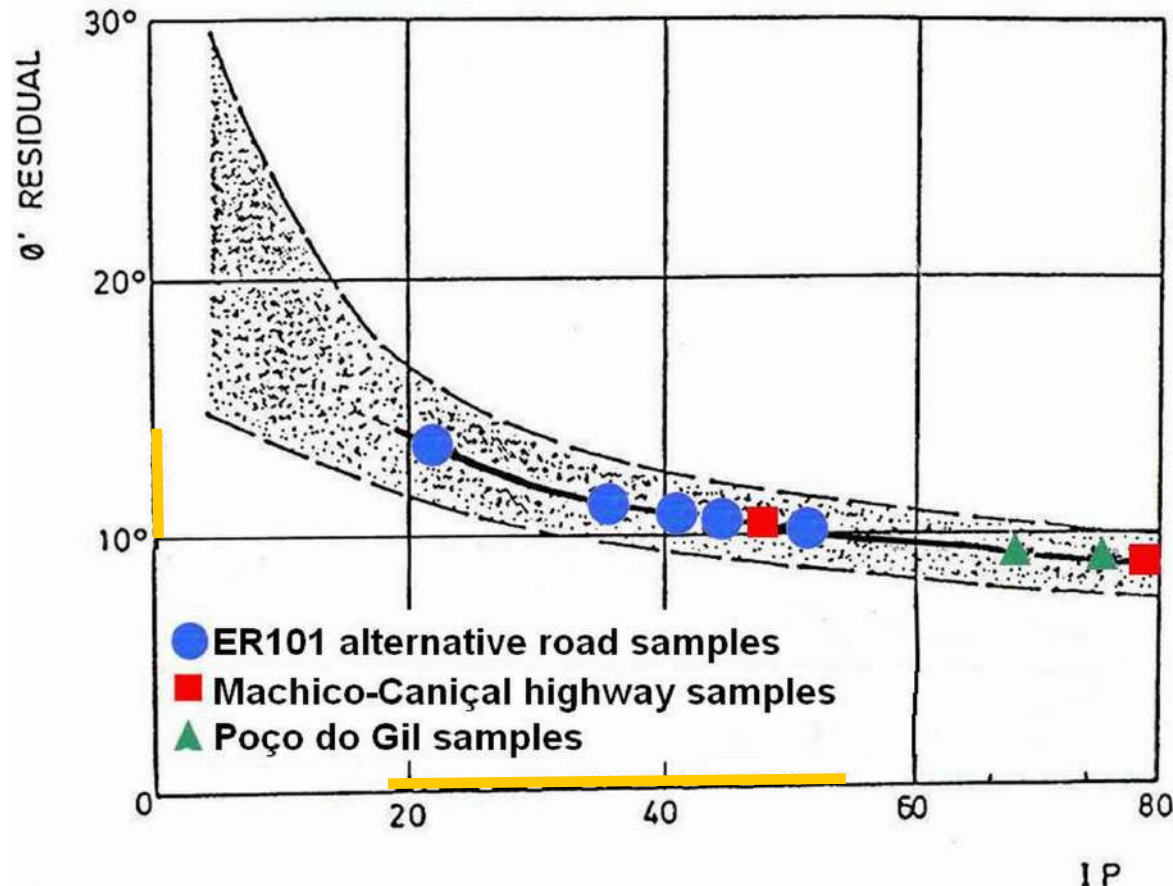 30°
Ø' RESIDUAL
20°
10°
ER101 alternative road samples
Machico-Caniçal highway samples
Poço do Gil samples
0 20 40 60 80
IP